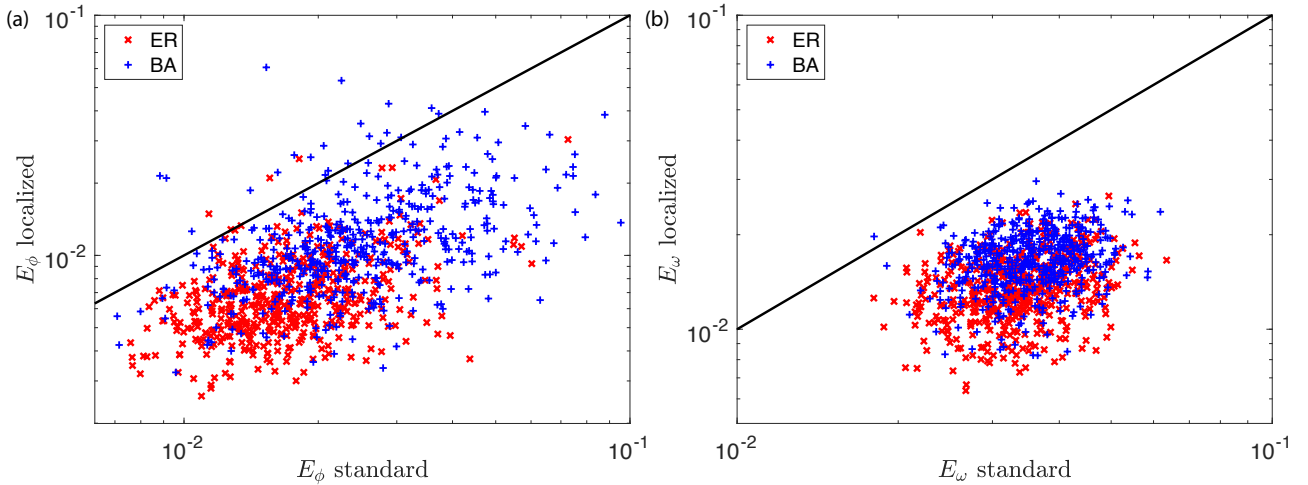 (a)
ER
BA
10^-1
10^-2
E_ϕ localized
10^-2
10^-1
E_ϕ standard
(b)
ER
BA
10^-1
10^-2
E_ω localized
10^-2
10^-1
E_ω standard